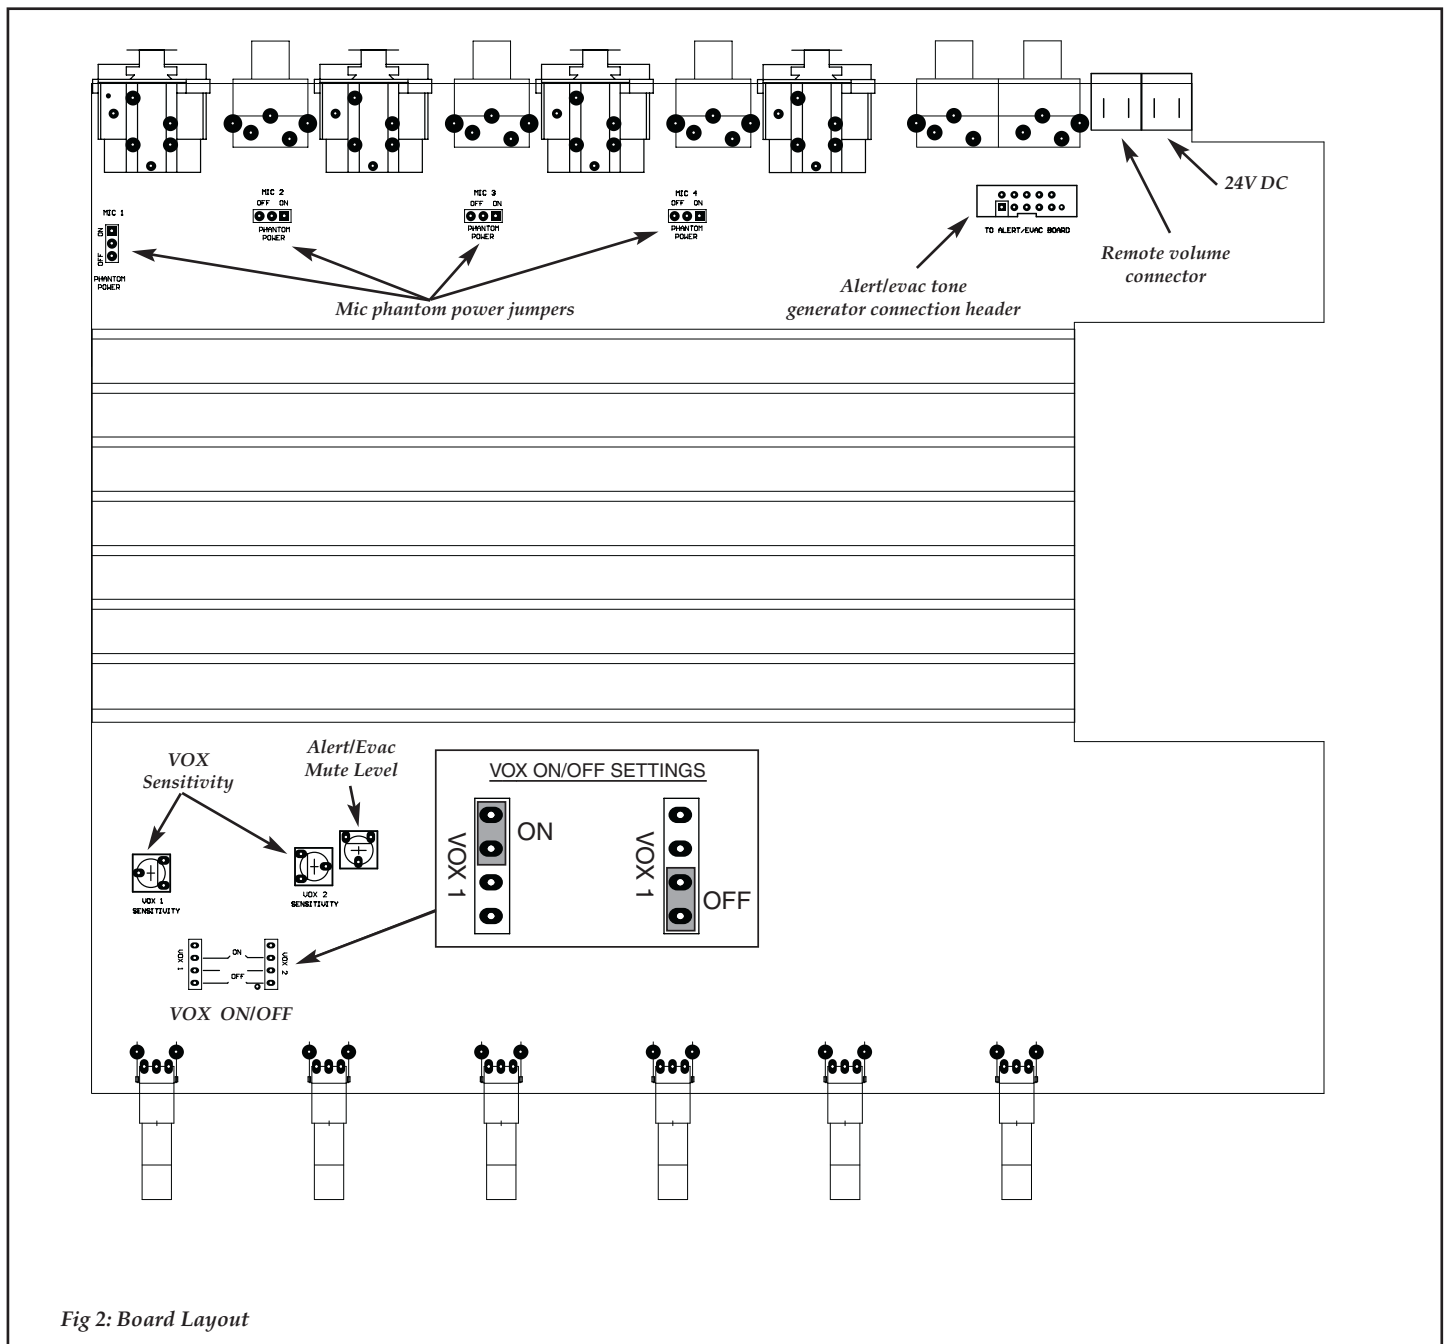 MIC 1
ON
OFF
PHANTOM
POWER
MIC 2
OFF ON
PHANTOM
POWER
MIC 3
OFF ON
PHANTOM
POWER
MIC 4
OFF ON
PHANTOM
POWER
TO ALERT/EVAC BOARD
24V DC
Remote volume
connector
Alert/evac tone
generator connection header
Mic phantom power jumpers
VOX
Sensitivity
Alert/Evac
Mute Level
VOX 1
SENSITIVITY
VOX 2
SENSITIVITY
VOX ON/OFF SETTINGS
VOX 1
ON
VOX 1
OFF
VOX 1
ON
OFF
VOX 2
VOX ON/OFF
Fig 2: Board Layout